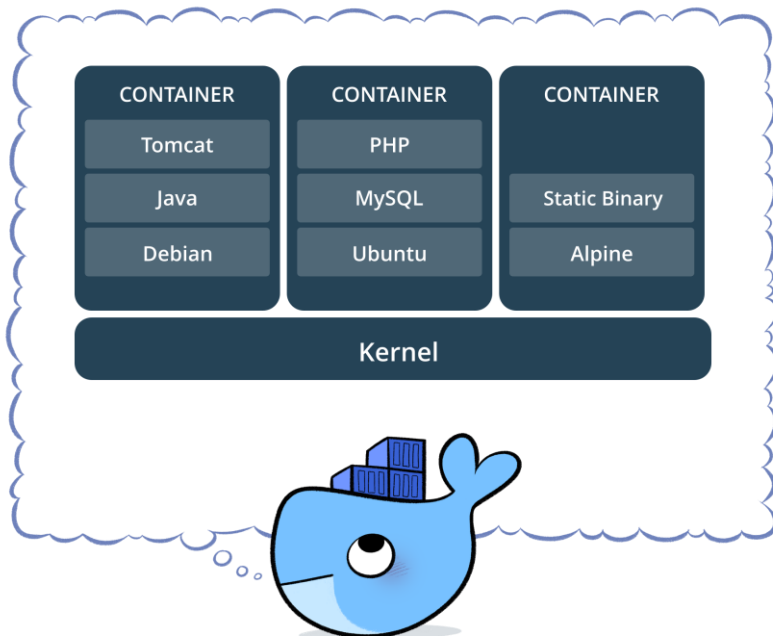 CONTAINER
Tomcat
Java
Debian
CONTAINER
PHP
MySQL
Ubuntu
CONTAINER
Static Binary
Alpine
Kernel